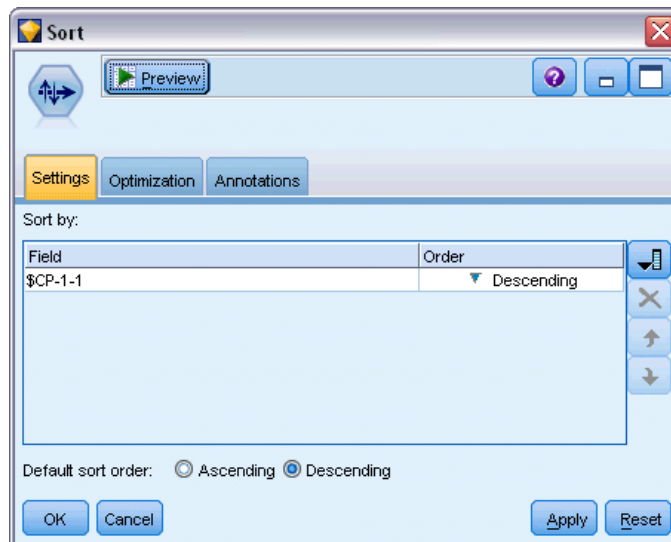 Sort
Preview
Settings Optimization Annotations
Sort by:
Field Order
$CP-1-1 Descending
Default sort order: Ascending Descending
OK Cancel Apply Reset